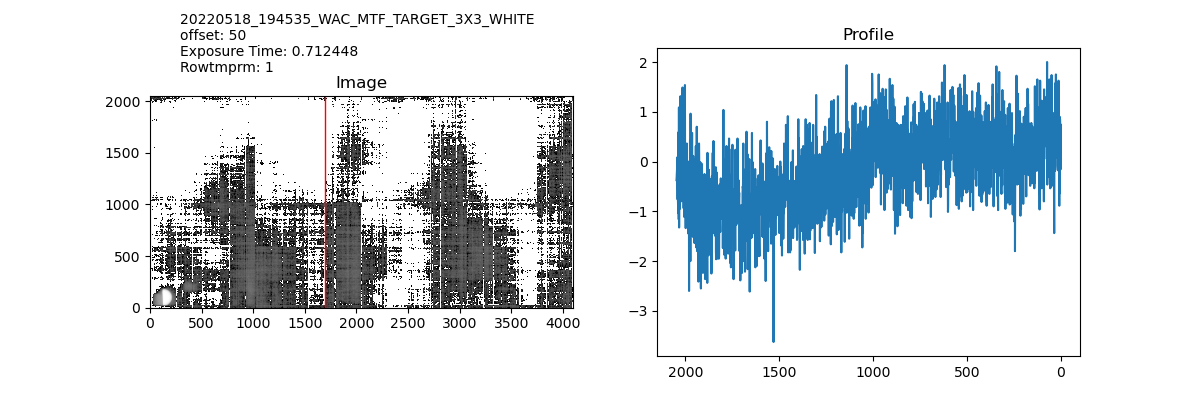 20220518_194535_WAC_MTF_TARGET_3X3_WHITE
offset: 50
Exposure Time: 0.712448
Rowtmprm: 1
Image
2000
1500
1000
500
0
0 500 1000 1500 2000 2500 3000 3500 4000
Profile
2
1
0
−1
−2
−3
2000 1500 1000 500 0